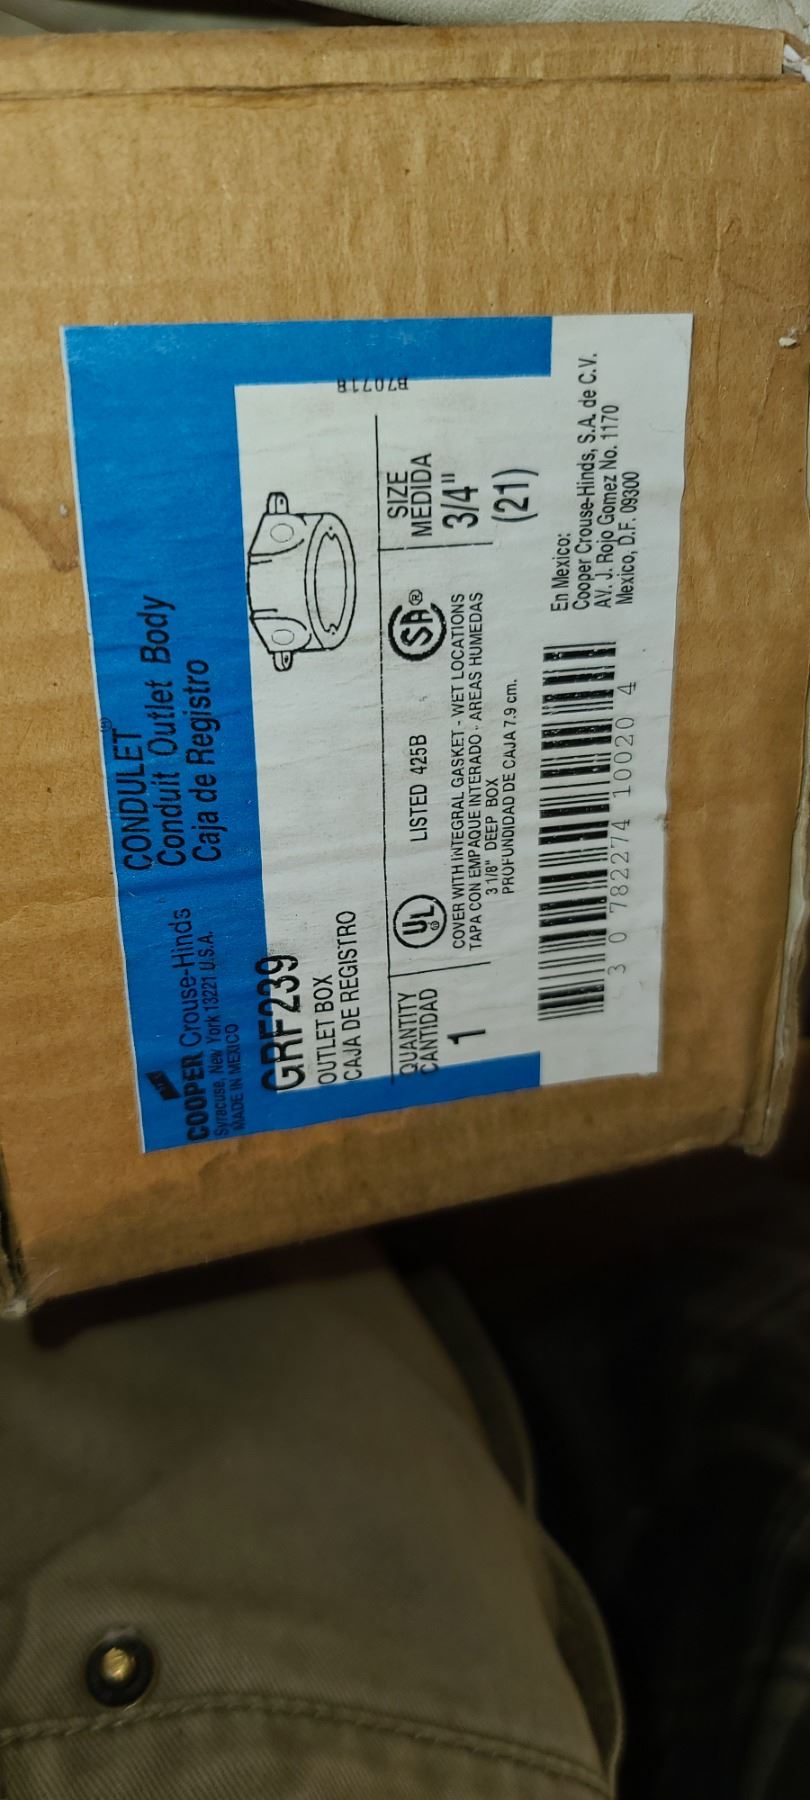 CONDULET®
Conduit Outlet Body
Caja de Registro
COOPER Crouse-Hinds
Syracuse, New York 13221 U.S.A.
MADE IN MEXICO
GRF239
OUTLET BOX
CAJA DE REGISTRO
B70718
QUANTITY
CANTIDAD
1
UL ®
LISTED 425B
SA ®
COVER WITH INTEGRAL GASKET - WET LOCATIONS
TAPA CON EMPAQUE INTERADO - AREAS HUMEDAS
3 1/8" DEEP BOX
PROFUNDIDAD DE CAJA 7.9 cm.
SIZE
MEDIDA
3/4"
(21)
3 0 782274 10020 4
En Mexico:
Cooper Crouse-Hinds, S.A. de C.V.
AV. J. Rojo Gomez No. 1170
Mexico, D.F. 09300